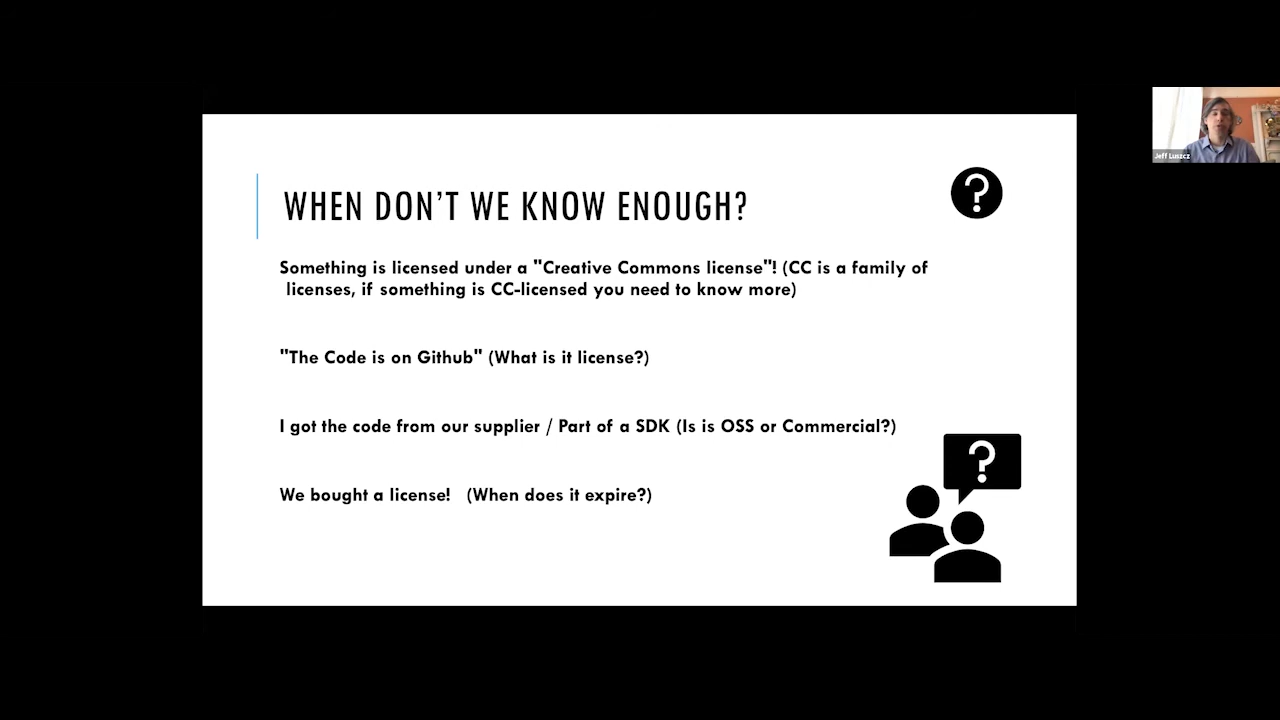 WHEN DON'T WE KNOW ENOUGH?
Something is licensed under a "Creative Commons license"! (CC is a family of
licenses, if something is CC-licensed you need to know more)
"The Code is on Github" (What is it license?)
I got the code from our supplier / Part of a SDK (Is is OSS or Commercial?)
We bought a license! (When does it expire?)
?
?
Jeff Luszcz